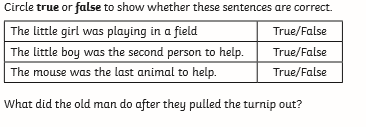 Circle true or false to show whether these sentences are correct.
The little girl was playing in a field True/False
The little boy was the second person to help. True/False
The mouse was the last animal to help. True/False
What did the old man do after they pulled the turnip out?